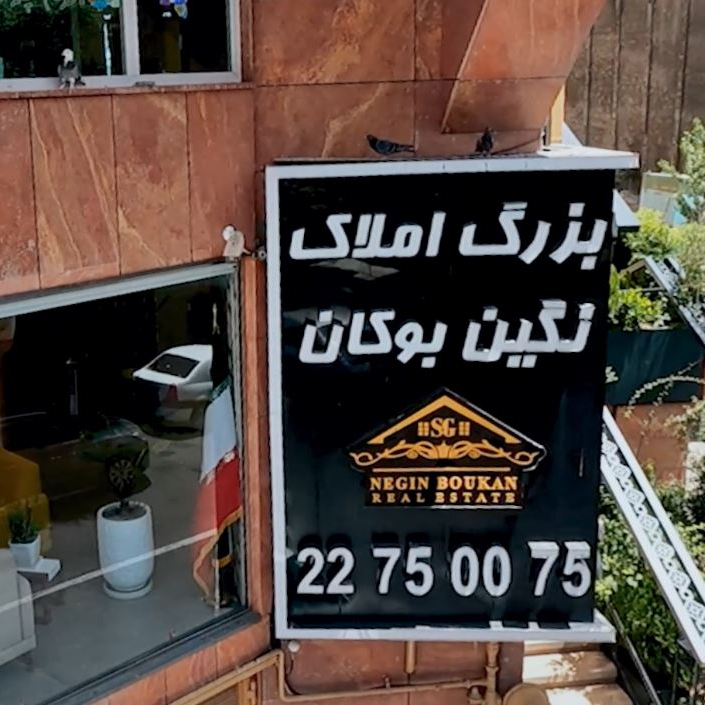 بزرگ املاک
نگین بوکان
SG
NEGIN BOUKAN
REAL ESTATE
22 75 00 75